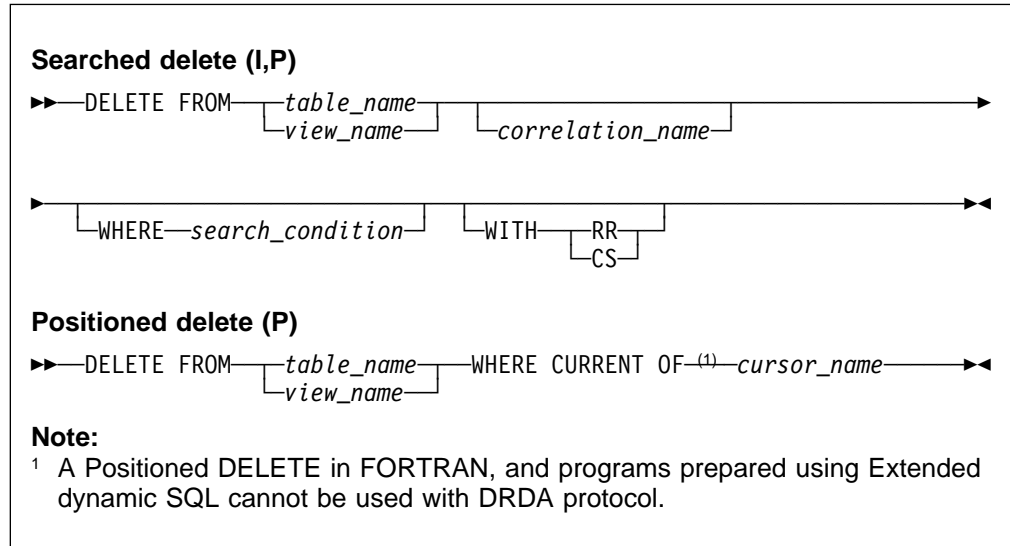 Searched delete (I,P)
DELETE FROM table_name correlation_name
view_name
WHERE search_condition WITH RR
CS
Positioned delete (P)
DELETE FROM table_name WHERE CURRENT OF (1) cursor_name
view_name
Note:
1 A Positioned DELETE in FORTRAN, and programs prepared using Extended
dynamic SQL cannot be used with DRDA protocol.